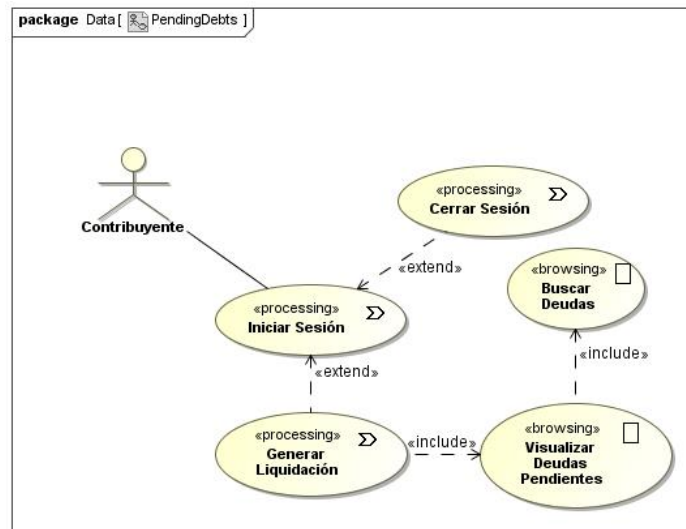 package Data [ PendingDebts ]
Contribuyente
«processing»
Cerrar Sesión
«extend»
«browsing»
Buscar
Deudas
«processing»
Iniciar Sesión
«extend»
«include»
«processing»
Generar
Liquidación
«include»
«browsing»
Visualizar
Deudas
Pendientes